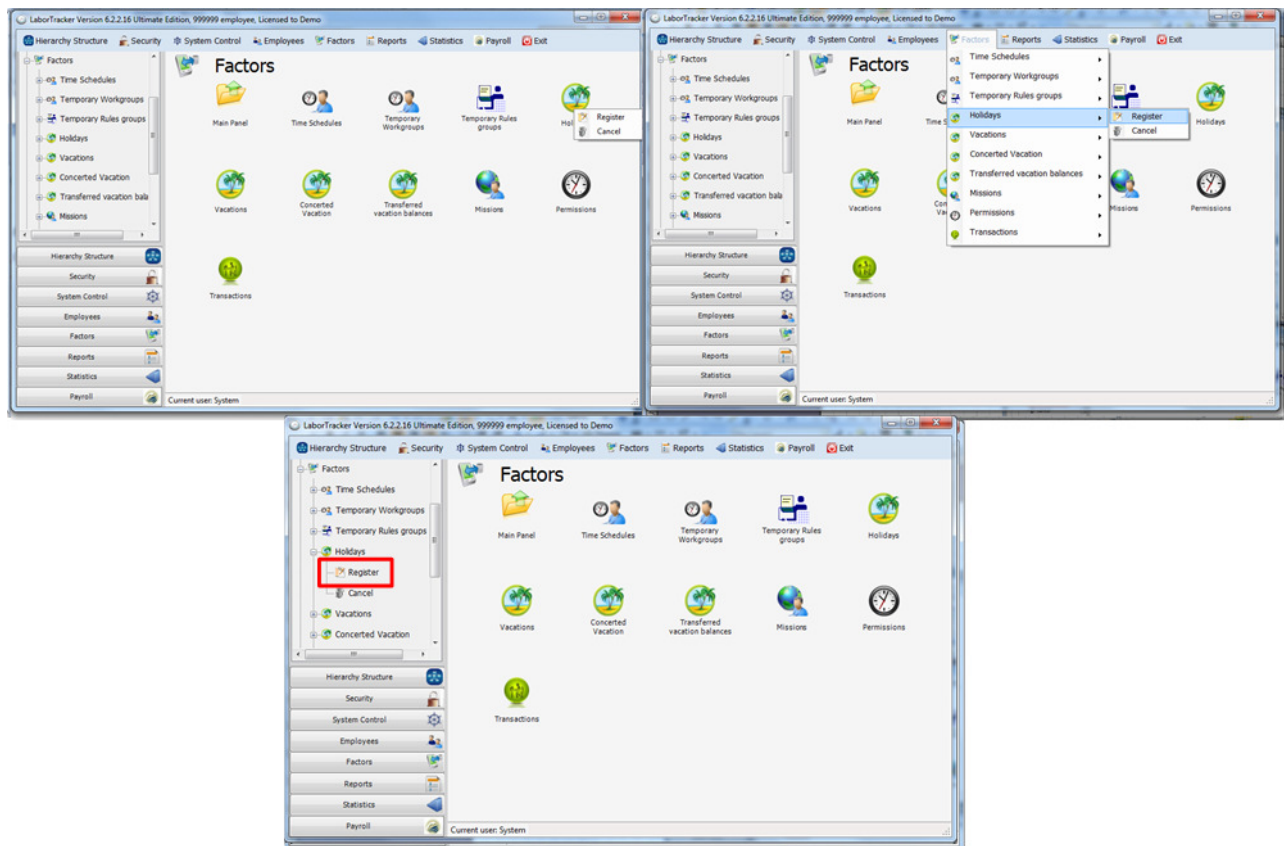 LaborTracker Version 6.2.2.16 Ultimate Edition, 999999 employee, Licensed to Demo
Hierarchy Structure Security System Control Employees Factors Reports Statistics Payroll Exit
Factors
Time Schedules
Temporary Workgroups
Temporary Rules groups
Holidays
Vacations
Concerted Vacation
Transferred vacation bala
Missions
Hierarchy Structure
Security
System Control
Employees
Factors
Reports
Statistics
Payroll
Factors
Main Panel
Time Schedules
Temporary
Workgroups
Temporary Rules
groups
Hol
Register
Cancel
Vacations
Concerted
Vacation
Transferred
vacation balances
Missions
Permissions
Transactions
Current user: System
LaborTracker Version 6.2.2.16 Ultimate Edition, 999999 employee, Licensed to Demo
Hierarchy Structure Security System Control Employees Factors Reports Statistics Payroll Exit
Factors
Time Schedules
Temporary Workgroups
Temporary Rules groups
Holidays
Vacations
Concerted Vacation
Transferred vacation bala
Missions
Hierarchy Structure
Security
System Control
Employees
Factors
Reports
Statistics
Payroll
Factors
Main Panel
Time S
Time Schedules
Temporary Workgroups
Temporary Rules groups
Holidays
Vacations
Concerted Vacation
Transferred vacation balances
Missions
Permissions
Transactions
Register
Cancel
Holidays
Vacations
Con
Va
Missions
Permissions
Transactions
Current user: System
LaborTracker Version 6.2.2.16 Ultimate Edition, 999999 employee, Licensed to Demo
Hierarchy Structure Security System Control Employees Factors Reports Statistics Payroll Exit
Factors
Time Schedules
Temporary Workgroups
Temporary Rules groups
Holidays
Register
Cancel
Vacations
Concerted Vacation
Hierarchy Structure
Security
System Control
Employees
Factors
Reports
Statistics
Payroll
Factors
Main Panel
Time Schedules
Temporary
Workgroups
Temporary Rules
groups
Holidays
Vacations
Concerted
Vacation
Transferred
vacation balances
Missions
Permissions
Transactions
Current user: System